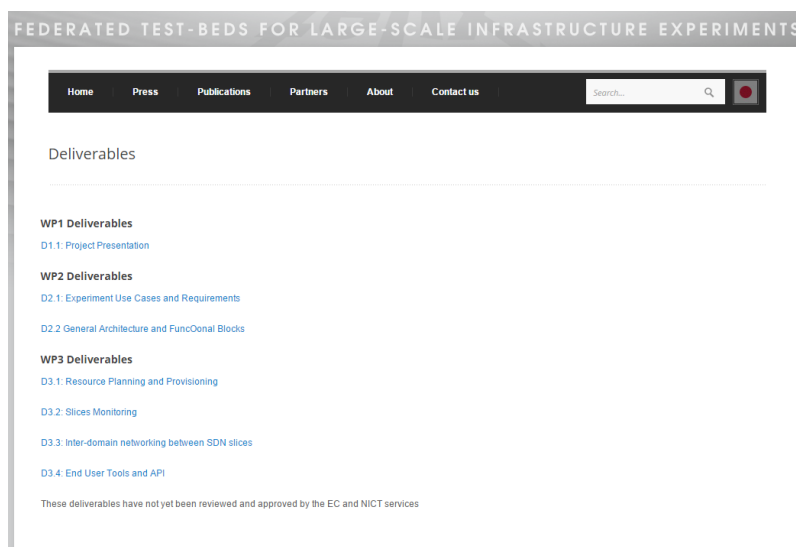 FEDERATED TEST-BEDS FOR LARGE-SCALE INFRASTRUCTURE EXPERIMENTS
Home Press Publications Partners About Contact us Search...
Deliverables
WP1 Deliverables
D1.1: Project Presentation
WP2 Deliverables
D2.1: Experiment Use Cases and Requirements
D2.2 General Architecture and FuncOonal Blocks
WP3 Deliverables
D3.1: Resource Planning and Provisioning
D3.2: Slices Monitoring
D3.3: Inter-domain networking between SDN slices
D3.4: End User Tools and API
These deliverables have not yet been reviewed and approved by the EC and NICT services